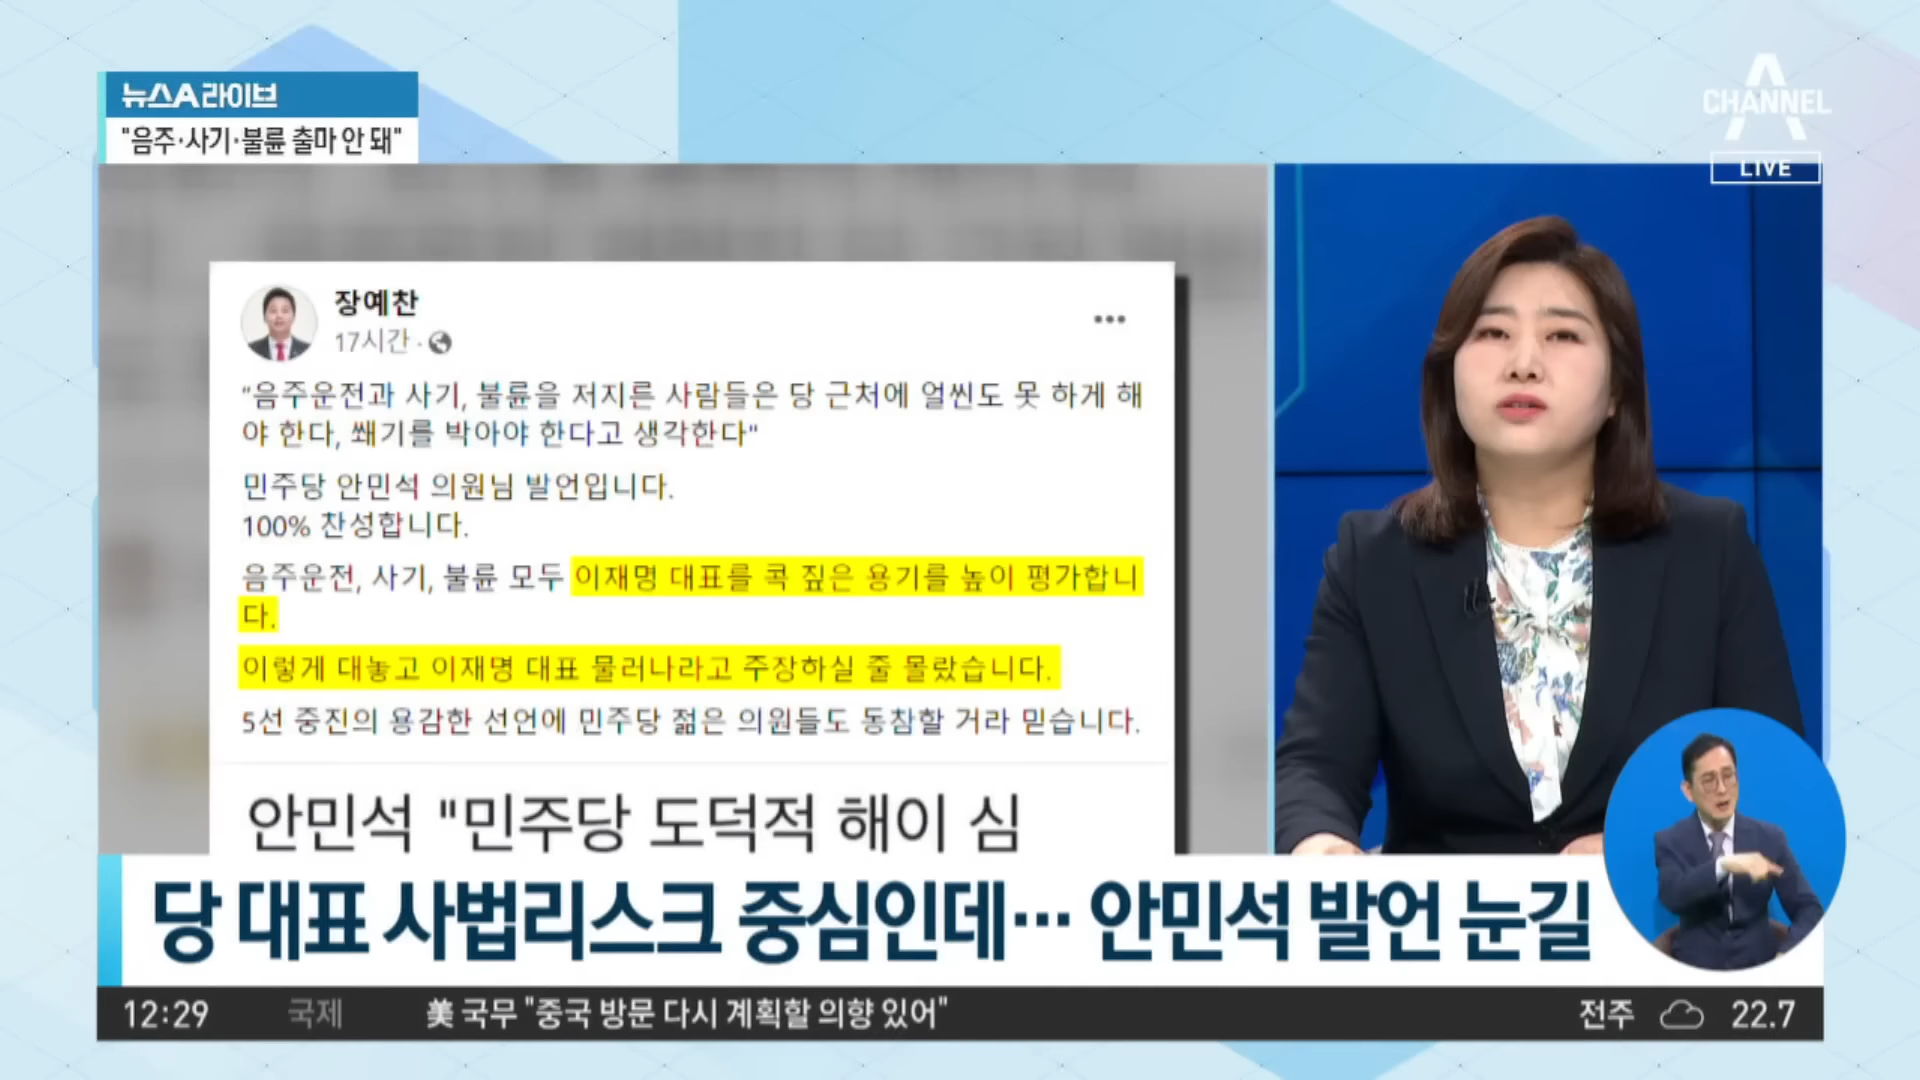 뉴스A라이브
"음주·사기·불륜 출마 안 돼"
CHANNEL A
LIVE
장예찬
17시간 ·
"음주운전과 사기, 불륜을 저지른 사람들은 당 근처에 얼씬도 못 하게 해
야 한다, 쐐기를 박아야 한다고 생각한다"
민주당 안민석 의원님 발언입니다.
100% 찬성합니다.
음주운전, 사기, 불륜 모두 이재명 대표를 콕 짚은 용기를 높이 평가합니
다.
이렇게 대놓고 이재명 대표 물러나라고 주장하실 줄 몰랐습니다.
5선 중진의 용감한 선언에 민주당 젊은 의원들도 동참할 거라 믿습니다.
안민석 "민주당 도덕적 해이 심
당 대표 사법리스크 중심인데… 안민석 발언 눈길
12:29 국제 美 국무 "중국 방문 다시 계획할 의향 있어" 전주 22.7